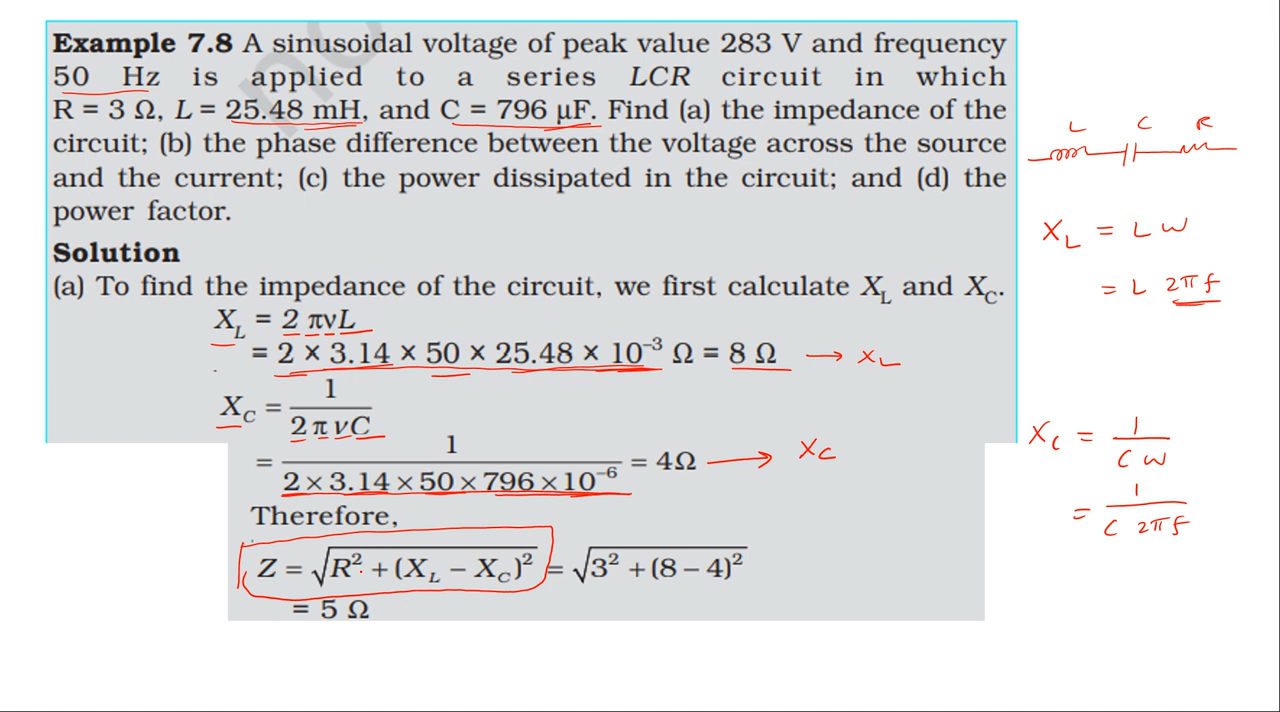 Example 7.8 A sinusoidal voltage of peak value 283 V and frequency
50 Hz is applied to a series LCR circuit in which
R = 3 Ω, L = 25.48 mH, and C = 796 μF. Find (a) the impedance of the
circuit; (b) the phase difference between the voltage across the source
and the current; (c) the power dissipated in the circuit; and (d) the
power factor.
Solution
(a) To find the impedance of the circuit, we first calculate X_L and X_C.
X_L = 2 πνL
= 2 × 3.14 × 50 × 25.48 × 10⁻³ Ω = 8 Ω → X_L
X_C = 1 / 2 π νC
= 1 / 2 × 3.14 × 50 × 796 × 10⁻⁶ = 4Ω → X_C
Therefore,
Z = √(R² + (X_L − X_C)²) = √(3² + (8 − 4)²)
= 5 Ω
L C R
X_L = L ω
= L 2πf
X_C = 1 / C ω
= 1 / C 2πf